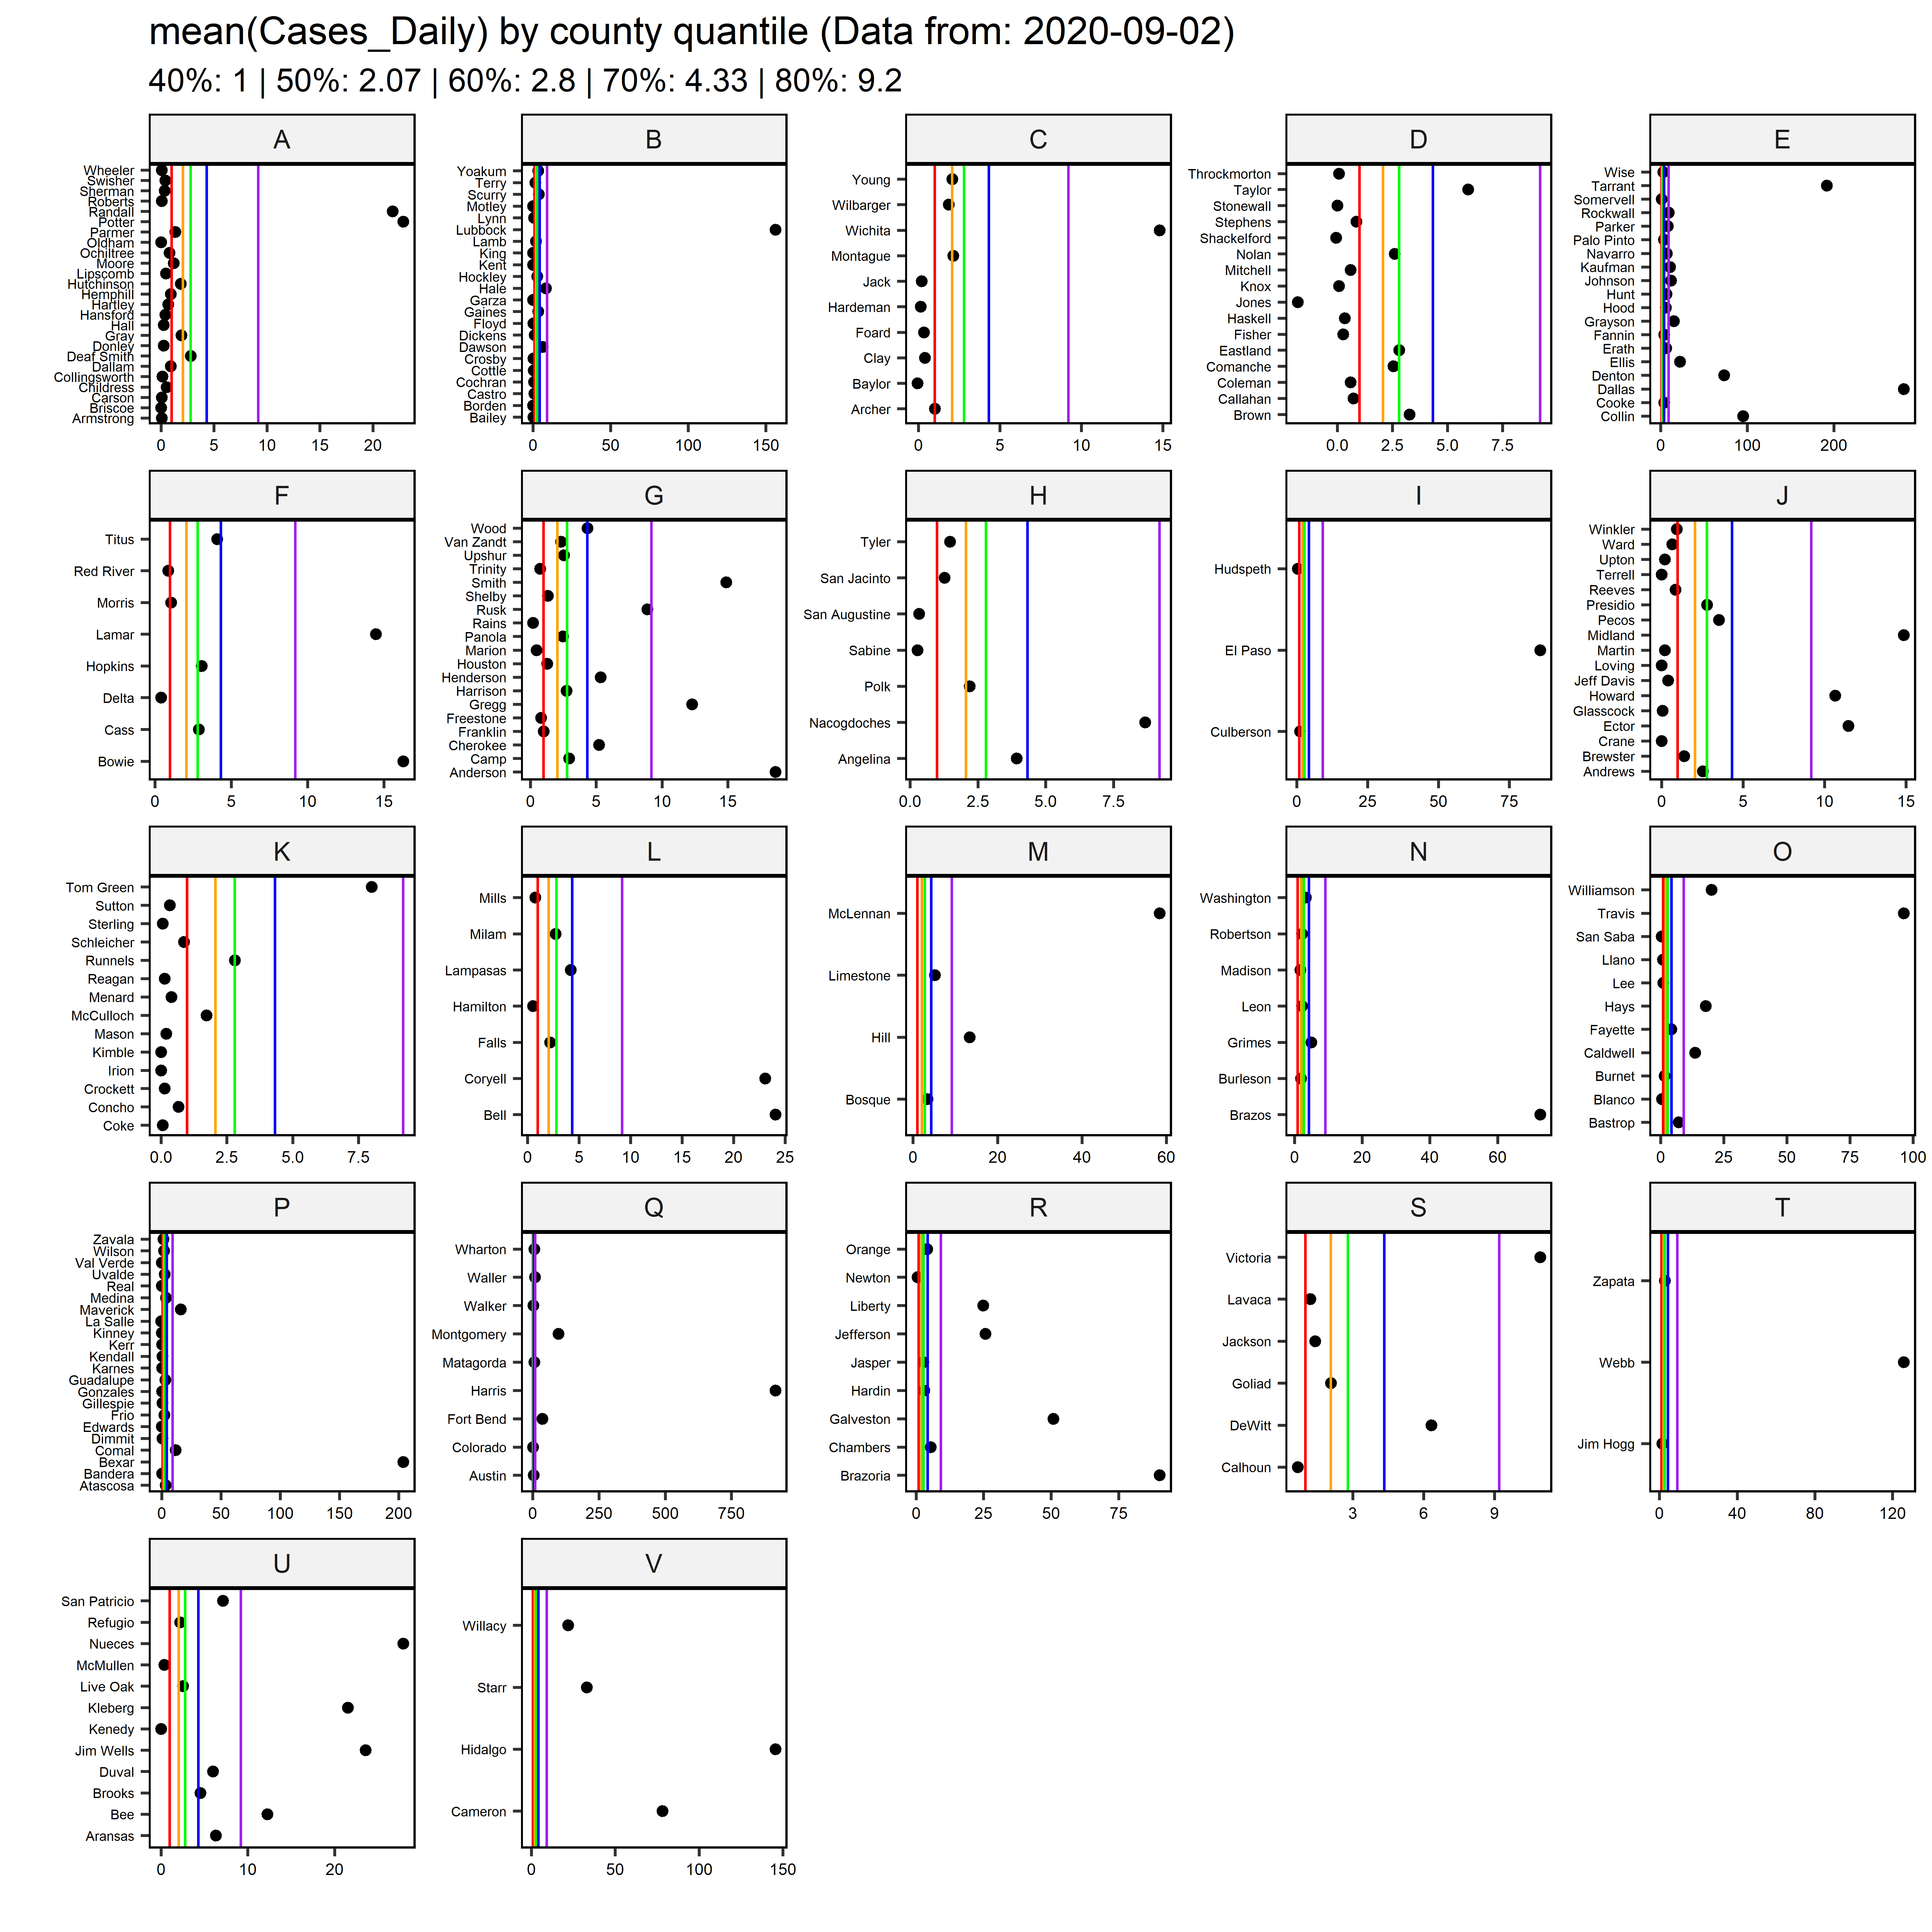 mean(Cases_Daily) by county quantile (Data from: 2020-09-02)
40%: 1 | 50%: 2.07 | 60%: 2.8 | 70%: 4.33 | 80%: 9.2
A
Wheeler
Swisher
Sherman
Roberts
Randall
Potter
Parmer
Oldham
Ochiltree
Moore
Lipscomb
Hutchinson
Hemphill
Hartley
Hansford
Hall
Gray
Donley
Deaf Smith
Dallam
Collingsworth
Childress
Carson
Briscoe
Armstrong
0 5 10 15 20
B
Yoakum
Terry
Scurry
Motley
Lynn
Lubbock
Lamb
King
Kent
Hockley
Hale
Garza
Gaines
Floyd
Dickens
Dawson
Crosby
Cottle
Cochran
Castro
Borden
Bailey
0 50 100 150
C
Young
Wilbarger
Wichita
Montague
Jack
Hardeman
Foard
Clay
Baylor
Archer
0 5 10 15
D
Throckmorton
Taylor
Stonewall
Stephens
Shackelford
Nolan
Mitchell
Knox
Jones
Haskell
Fisher
Eastland
Comanche
Coleman
Callahan
Brown
0.0 2.5 5.0 7.5
E
Wise
Tarrant
Somervell
Rockwall
Parker
Palo Pinto
Navarro
Kaufman
Johnson
Hunt
Hood
Grayson
Fannin
Erath
Ellis
Denton
Dallas
Cooke
Collin
0 100 200
F
Titus
Red River
Morris
Lamar
Hopkins
Delta
Cass
Bowie
0 5 10 15
G
Wood
Van Zandt
Upshur
Trinity
Smith
Shelby
Rusk
Rains
Panola
Marion
Houston
Henderson
Harrison
Gregg
Freestone
Franklin
Cherokee
Camp
Anderson
0 5 10 15
H
Tyler
San Jacinto
San Augustine
Sabine
Polk
Nacogdoches
Angelina
0.0 2.5 5.0 7.5
I
Hudspeth
El Paso
Culberson
0 25 50 75
J
Winkler
Ward
Upton
Terrell
Reeves
Presidio
Pecos
Midland
Martin
Loving
Jeff Davis
Howard
Glasscock
Ector
Crane
Brewster
Andrews
0 5 10 15
K
Tom Green
Sutton
Sterling
Schleicher
Runnels
Reagan
Menard
McCulloch
Mason
Kimble
Irion
Crockett
Concho
Coke
0.0 2.5 5.0 7.5
L
Mills
Milam
Lampasas
Hamilton
Falls
Coryell
Bell
0 5 10 15 20 25
M
McLennan
Limestone
Hill
Bosque
0 20 40 60
N
Washington
Robertson
Madison
Leon
Grimes
Burleson
Brazos
0 20 40 60
O
Williamson
Travis
San Saba
Llano
Lee
Hays
Fayette
Caldwell
Burnet
Blanco
Bastrop
0 25 50 75 100
P
Zavala
Wilson
Val Verde
Uvalde
Real
Medina
Maverick
La Salle
Kinney
Kerr
Kendall
Karnes
Guadalupe
Gonzales
Gillespie
Frio
Edwards
Dimmit
Comal
Bexar
Bandera
Atascosa
0 50 100 150 200
Q
Wharton
Waller
Walker
Montgomery
Matagorda
Harris
Fort Bend
Colorado
Austin
0 250 500 750
R
Orange
Newton
Liberty
Jefferson
Jasper
Hardin
Galveston
Chambers
Brazoria
0 25 50 75
S
Victoria
Lavaca
Jackson
Goliad
DeWitt
Calhoun
3 6 9
T
Zapata
Webb
Jim Hogg
0 40 80 120
U
San Patricio
Refugio
Nueces
McMullen
Live Oak
Kleberg
Kenedy
Jim Wells
Duval
Brooks
Bee
Aransas
0 10 20
V
Willacy
Starr
Hidalgo
Cameron
0 50 100 150